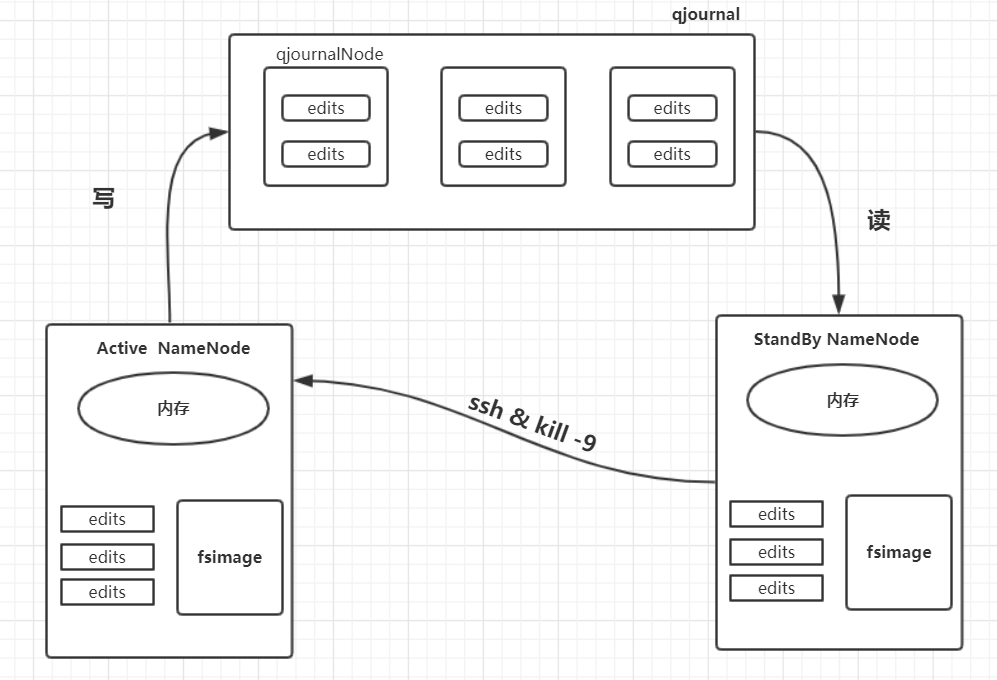 qjournal
qjournalNode
edits
edits
edits
edits
edits
edits
写
读
Active  NameNode
内存
edits
edits
edits
fsimage
ssh & kill -9
StandBy NameNode
内存
edits
edits
edits
fsimage